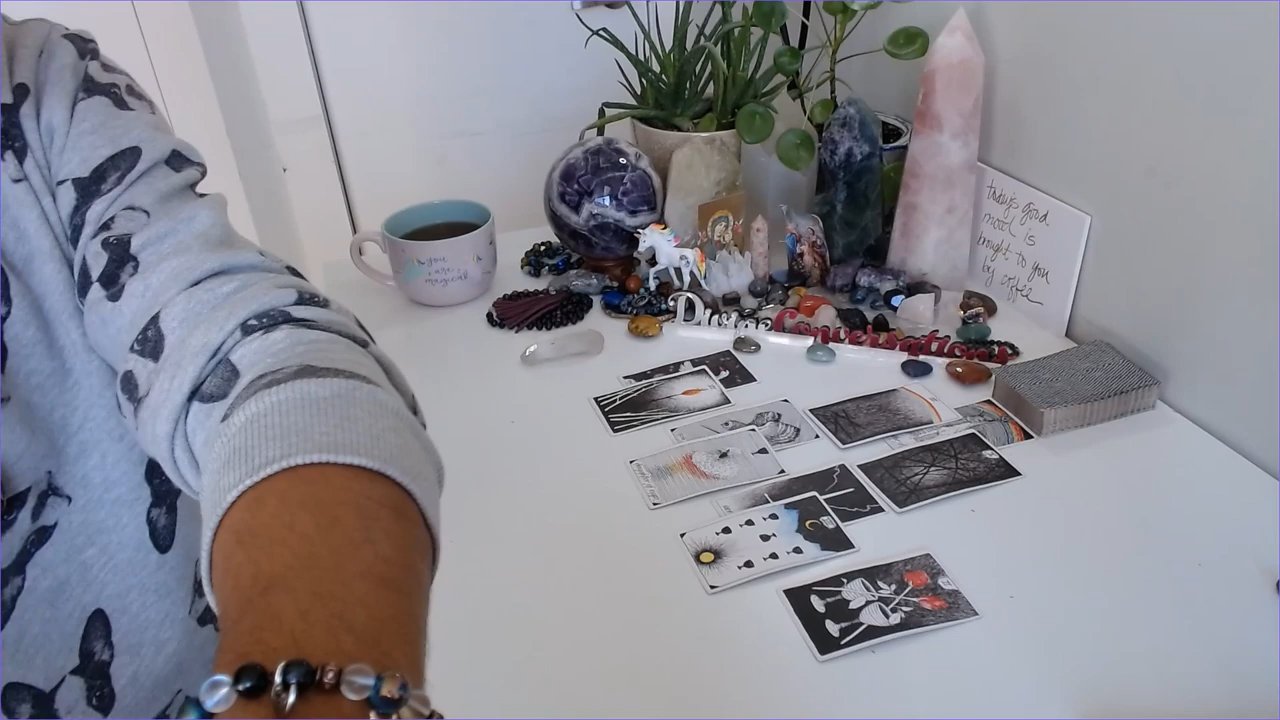 you
are
magical
today's good
mood is
brought to you
by coffee
Divine Conversations